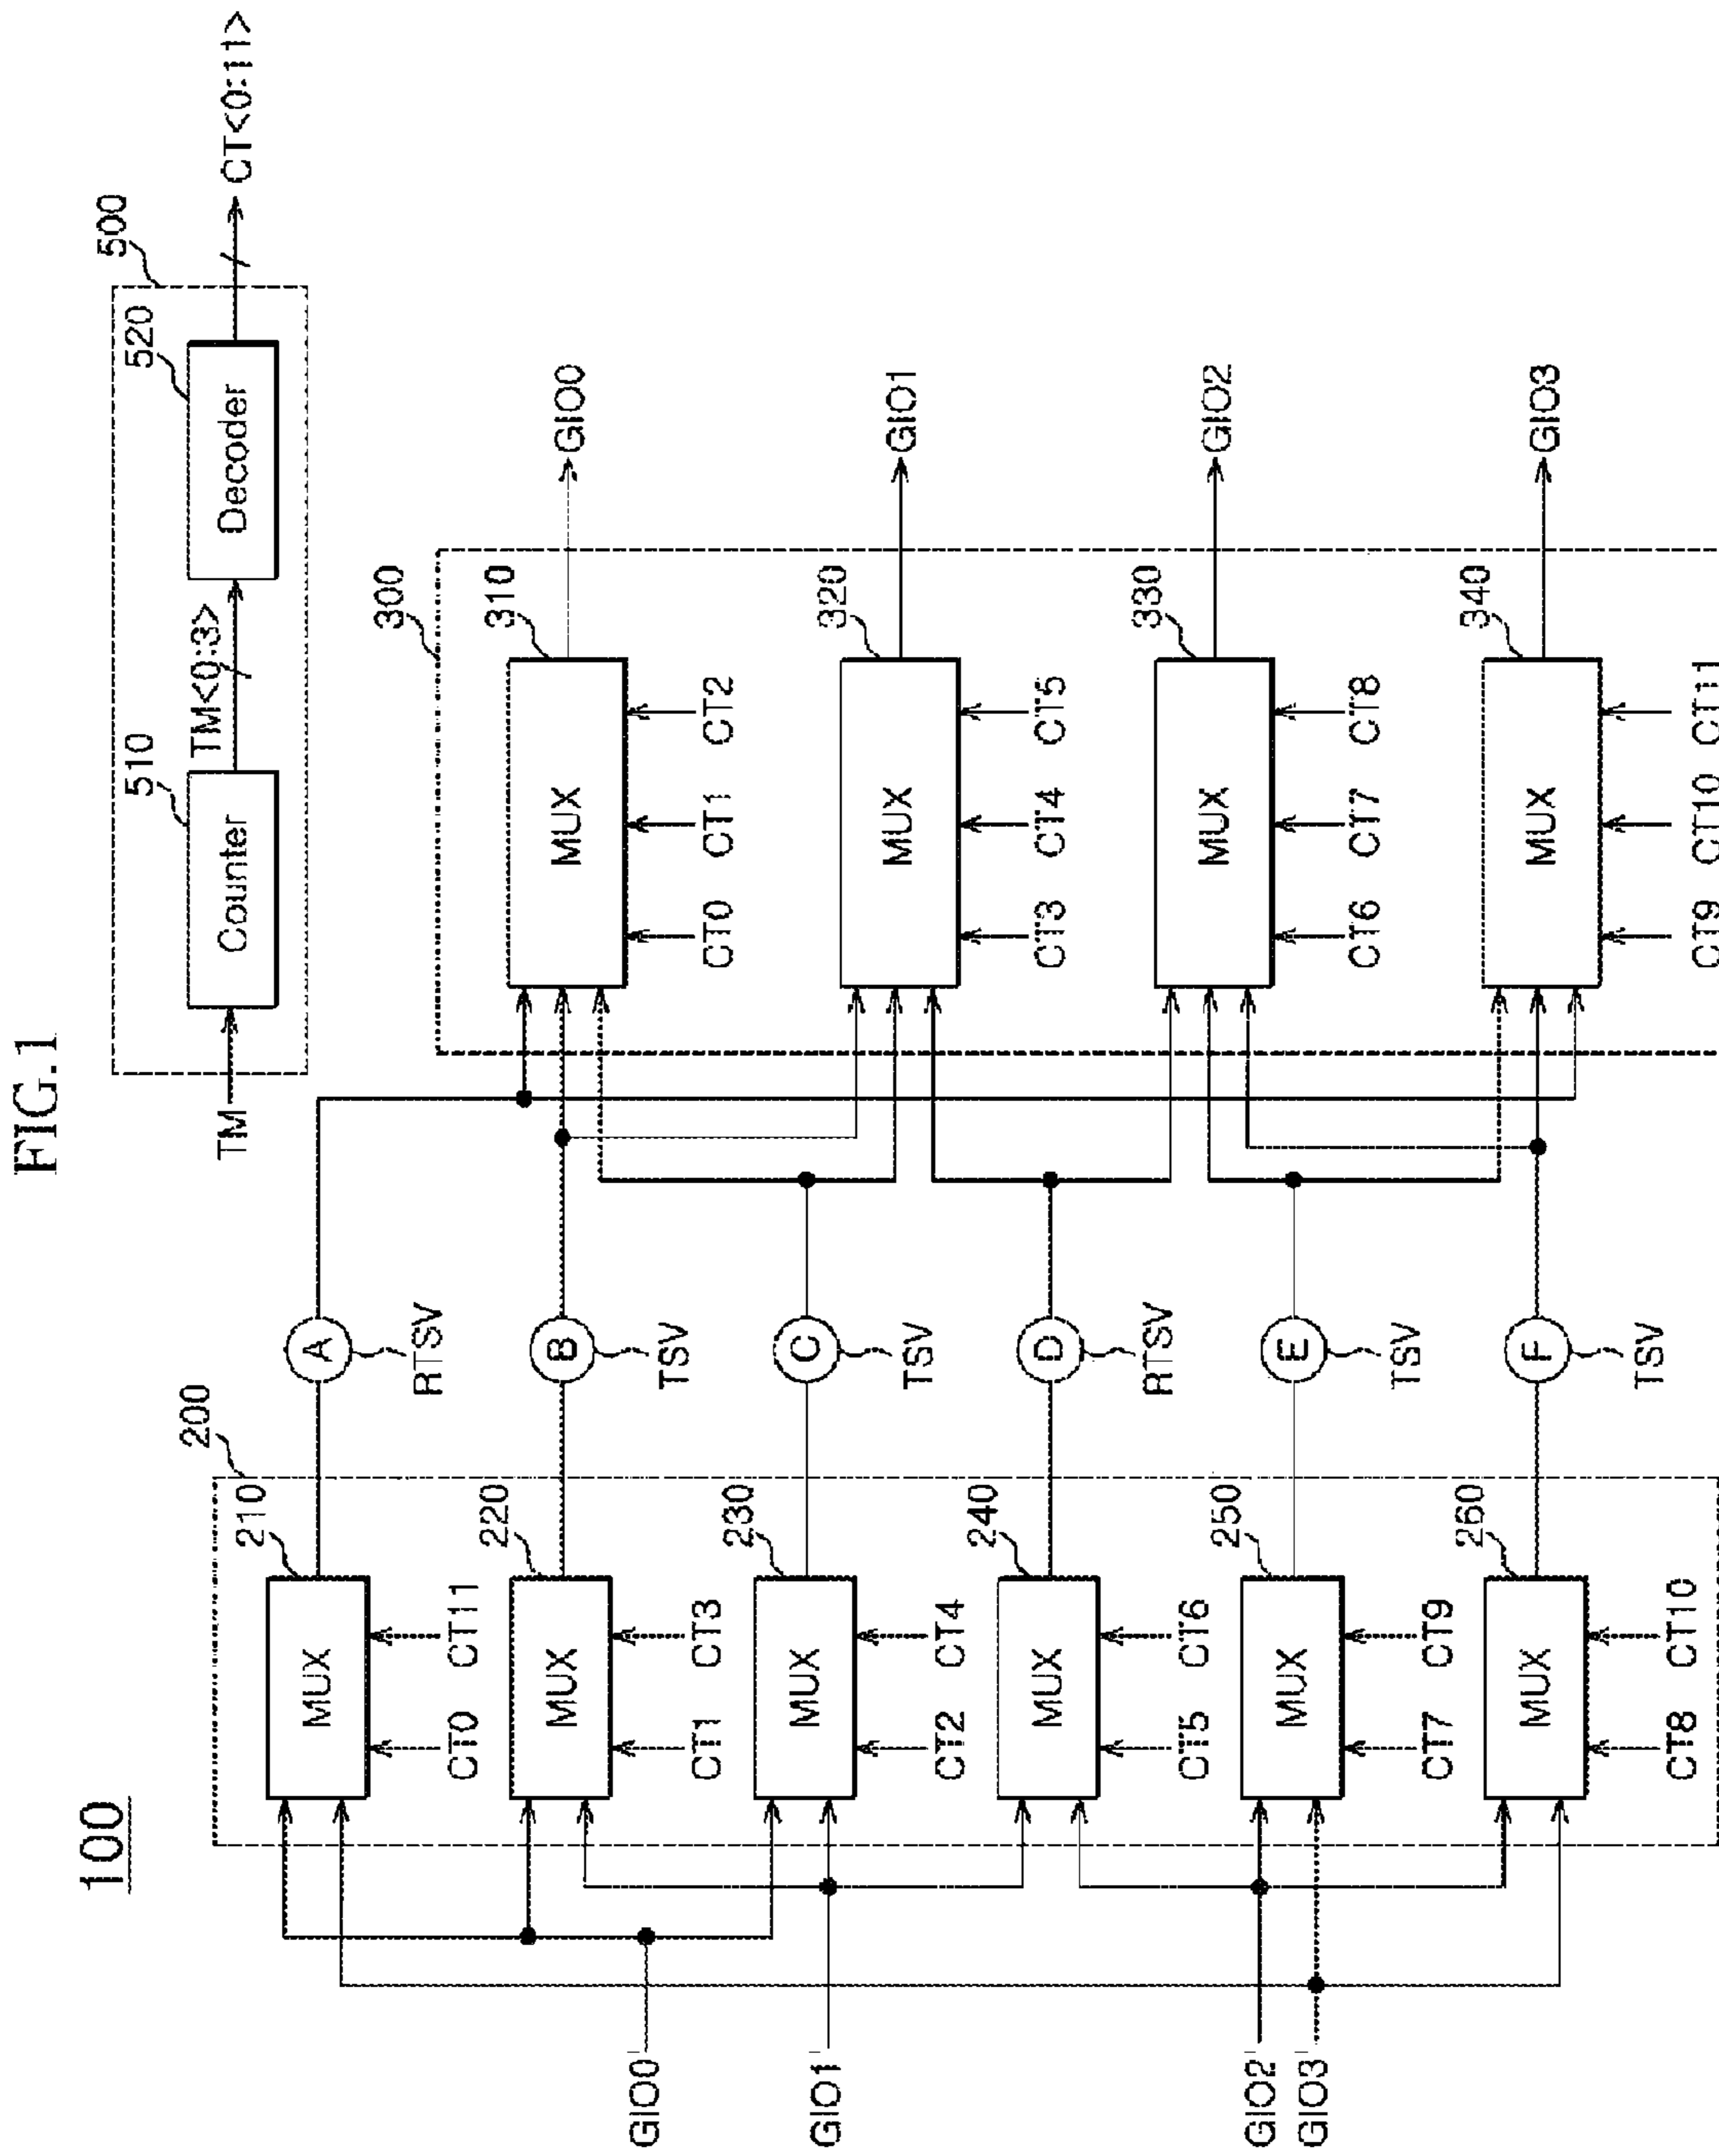 FIG.1
100
500
510
520
TM
Counter
TM<0:3>
Decoder
CT<0:11>
200
210
MUX
CT0 CT11
220
MUX
CT1 CT3
230
MUX
CT2 CT4
240
MUX
CT5 CT6
250
MUX
CT7 CT9
260
MUX
CT8 CT10
GIO0
GIO1
GIO2
GIO3
A
RTSV
B
TSV
C
TSV
D
RTSV
E
TSV
F
TSV
300
310
MUX
CT0 CT1 CT2
GIO0
320
MUX
CT3 CT4 CT5
GIO1
330
MUX
CT6 CT7 CT8
GIO2
340
MUX
CT9 CT10 CT11
GIO3